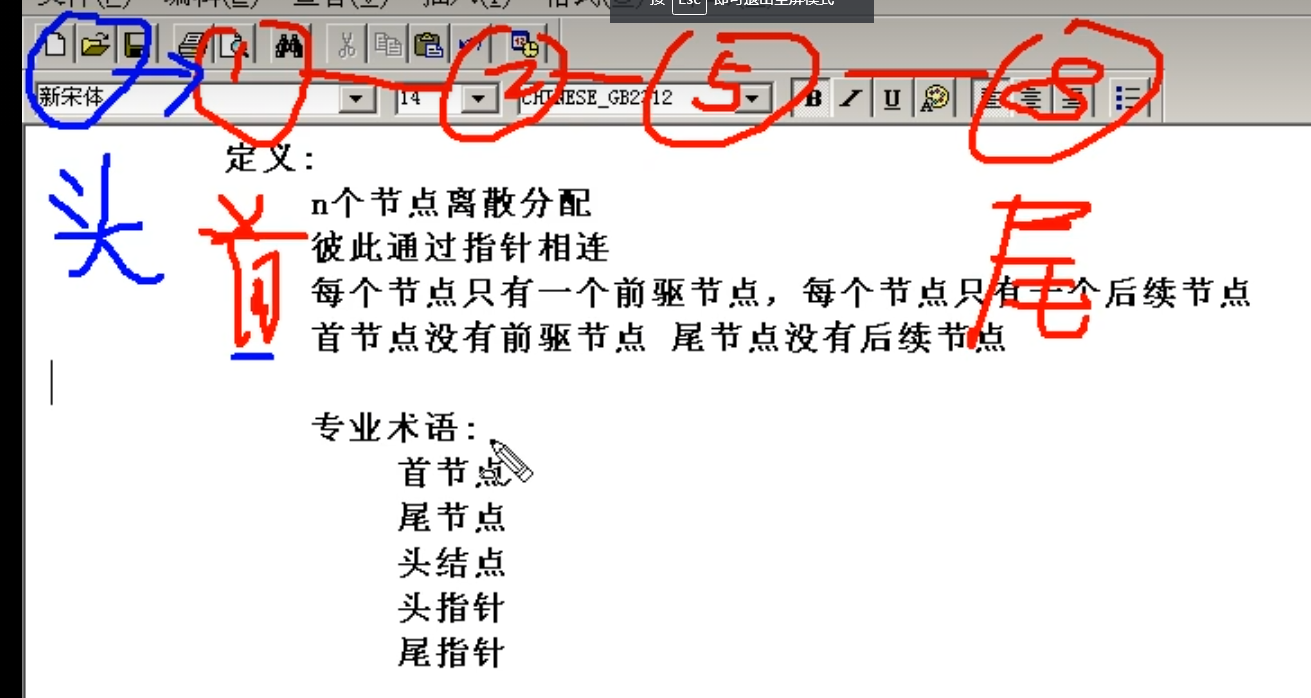 按 Esc 即可退出全屏模式
1 2 5 8
新宋体 14 CHINESE_GB2312 B U
头 首 尾
定义:
n个节点离散分配
彼此通过指针相连
每个节点只有一个前驱节点，每个节点只有一个后续节点
首节点没有前驱节点 尾节点没有后续节点
专业术语:
首节点
尾节点
头结点
头指针
尾指针